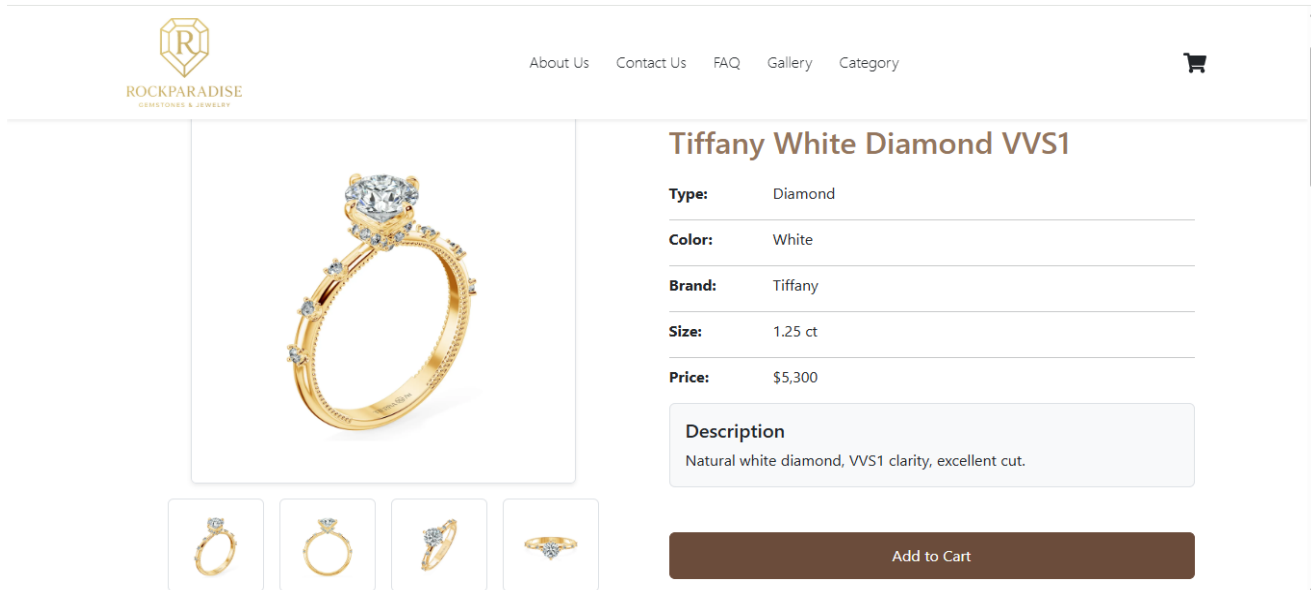 R
ROCKPARADISE
GEMSTONES & JEWELRY
About Us Contact Us FAQ Gallery Category
Tiffany White Diamond VVS1
Type: Diamond
Color: White
Brand: Tiffany
Size: 1.25 ct
Price: $5,300
Description
Natural white diamond, VVS1 clarity, excellent cut.
Add to Cart